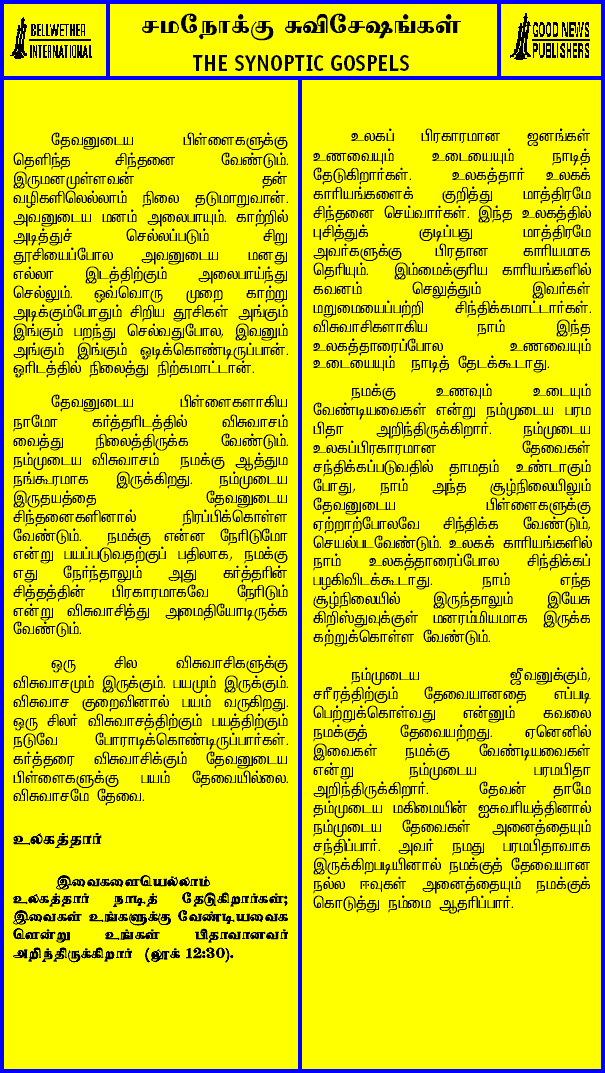 BELLWETHER
INTERNATIONAL
சமநோக்கு சுவிசேஷங்கள்
THE SYNOPTIC GOSPELS
GOOD NEWS
PUBLISHERS
தேவனுடைய பிள்ளைகளுக்கு
தெளிந்த சிந்தனை வேண்டும்.
இருமனமுள்ளவன் தன்
வழிகளிலெல்லாம் நிலை தடுமாறுவான்.
அவனுடைய மனம் அலைபாயும். காற்றில்
அடித்துச் செல்லப்படும் சிறு
தூசியைப்போல அவனுடைய மனது
எல்லா இடத்திற்கும் அலைபாய்ந்து
செல்லும். ஒவ்வொரு முறை காற்று
அடிக்கும்போதும் சிறிய தூசிகள் அங்கும்
இங்கும் பறந்து செல்வதுபோல, இவனும்
அங்கும் இங்கும் ஓடிக்கொண்டிருப்பான்.
ஓரிடத்தில் நிலைத்து நிற்கமாட்டான்.
தேவனுடைய பிள்ளைகளாகிய
நாமோ கர்த்தரிடத்தில் விசுவாசம்
வைத்து நிலைத்திருக்க வேண்டும்.
நம்முடைய விசுவாசம் நமக்கு ஆத்தும
நங்கூரமாக இருக்கிறது. நம்முடைய
இருதயத்தை தேவனுடைய
சிந்தனைகளினால் நிரப்பிக்கொள்ள
வேண்டும். நமக்கு என்ன நேரிடுமோ
என்று பயப்படுவதற்குப் பதிலாக, நமக்கு
எது நேர்ந்தாலும் அது கர்த்தரின்
சித்தத்தின் பிரகாரமாகவே நேரிடும்
என்று விசுவாசித்து அமைதியோடிருக்க
வேண்டும்.
ஒரு சில விசுவாசிகளுக்கு
விசுவாசமும் இருக்கும். பயமும் இருக்கும்.
விசுவாச குறைவினால் பயம் வருகிறது.
ஒரு சிலர் விசுவாசத்திற்கும் பயத்திற்கும்
நடுவே போராடிக்கொண்டிருப்பார்கள்.
கர்த்தரை விசுவாசிக்கும் தேவனுடைய
பிள்ளைகளுக்கு பயம் தேவையில்லை.
விசுவாசமே தேவை.
உலகத்தார்
இவைகளையெல்லாம்
உலகத்தார் நாடித் தேடுகிறார்கள்;
இவைகள் உங்களுக்கு வேண்டியவைக
ளென்று உங்கள் பிதாவானவர்
அறிந்திருக்கிறார் (லூக் 12:30).
உலகப் பிரகாரமான ஜனங்கள்
உணவையும் உடையையும் நாடித்
தேடுகிறார்கள். உலகத்தார் உலகக்
காரியங்களைக் குறித்து மாத்திரமே
சிந்தனை செய்வார்கள். இந்த உலகத்தில்
புசித்துக் குடிப்பது மாத்திரமே
அவர்களுக்கு பிரதான காரியமாக
தெரியும். இம்மைக்குரிய காரியங்களில்
கவனம் செலுத்தும் இவர்கள்
மறுமையைப்பற்றி சிந்திக்கமாட்டார்கள்.
விசுவாசிகளாகிய நாம் இந்த
உலகத்தாரைப்போல உணவையும்
உடையையும் நாடித் தேடக்கூடாது.
நமக்கு உணவும் உடையும்
வேண்டியவைகள் என்று நம்முடைய பரம
பிதா அறிந்திருக்கிறார். நம்முடைய
உலகப்பிரகாரமான தேவைகள்
சந்திக்கப்படுவதில் தாமதம் உண்டாகும்
போது, நாம் அந்த சூழ்நிலையிலும்
தேவனுடைய பிள்ளைகளுக்கு
ஏற்றாற்போலவே சிந்திக்க வேண்டும்,
செயல்படவேண்டும். உலகக் காரியங்களில்
நாம் உலகத்தாரைப்போல சிந்திக்கப்
பழகிவிடக்கூடாது. நாம் எந்த
சூழ்நிலையில் இருந்தாலும் இயேசு
கிறிஸ்துவுக்குள் மனரம்மியமாக இருக்க
கற்றுக்கொள்ள வேண்டும்.
நம்முடைய ஜீவனுக்கும்,
சரீரத்திற்கும் தேவையானதை எப்படி
பெற்றுக்கொள்வது என்னும் கவலை
நமக்குத் தேவையற்றது. ஏனெனில்
இவைகள் நமக்கு வேண்டியவைகள்
என்று நம்முடைய பரமபிதா
அறிந்திருக்கிறார். தேவன் தாமே
தம்முடைய மகிமையின் ஐசுவரியத்தினால்
நம்முடைய தேவைகள் அனைத்தையும்
சந்திப்பார். அவர் நமது பரமபிதாவாக
இருக்கிறபடியினால் நமக்குத் தேவையான
நல்ல ஈவுகள் அனைத்தையும் நமக்குக்
கொடுத்து நம்மை ஆதரிப்பார்.